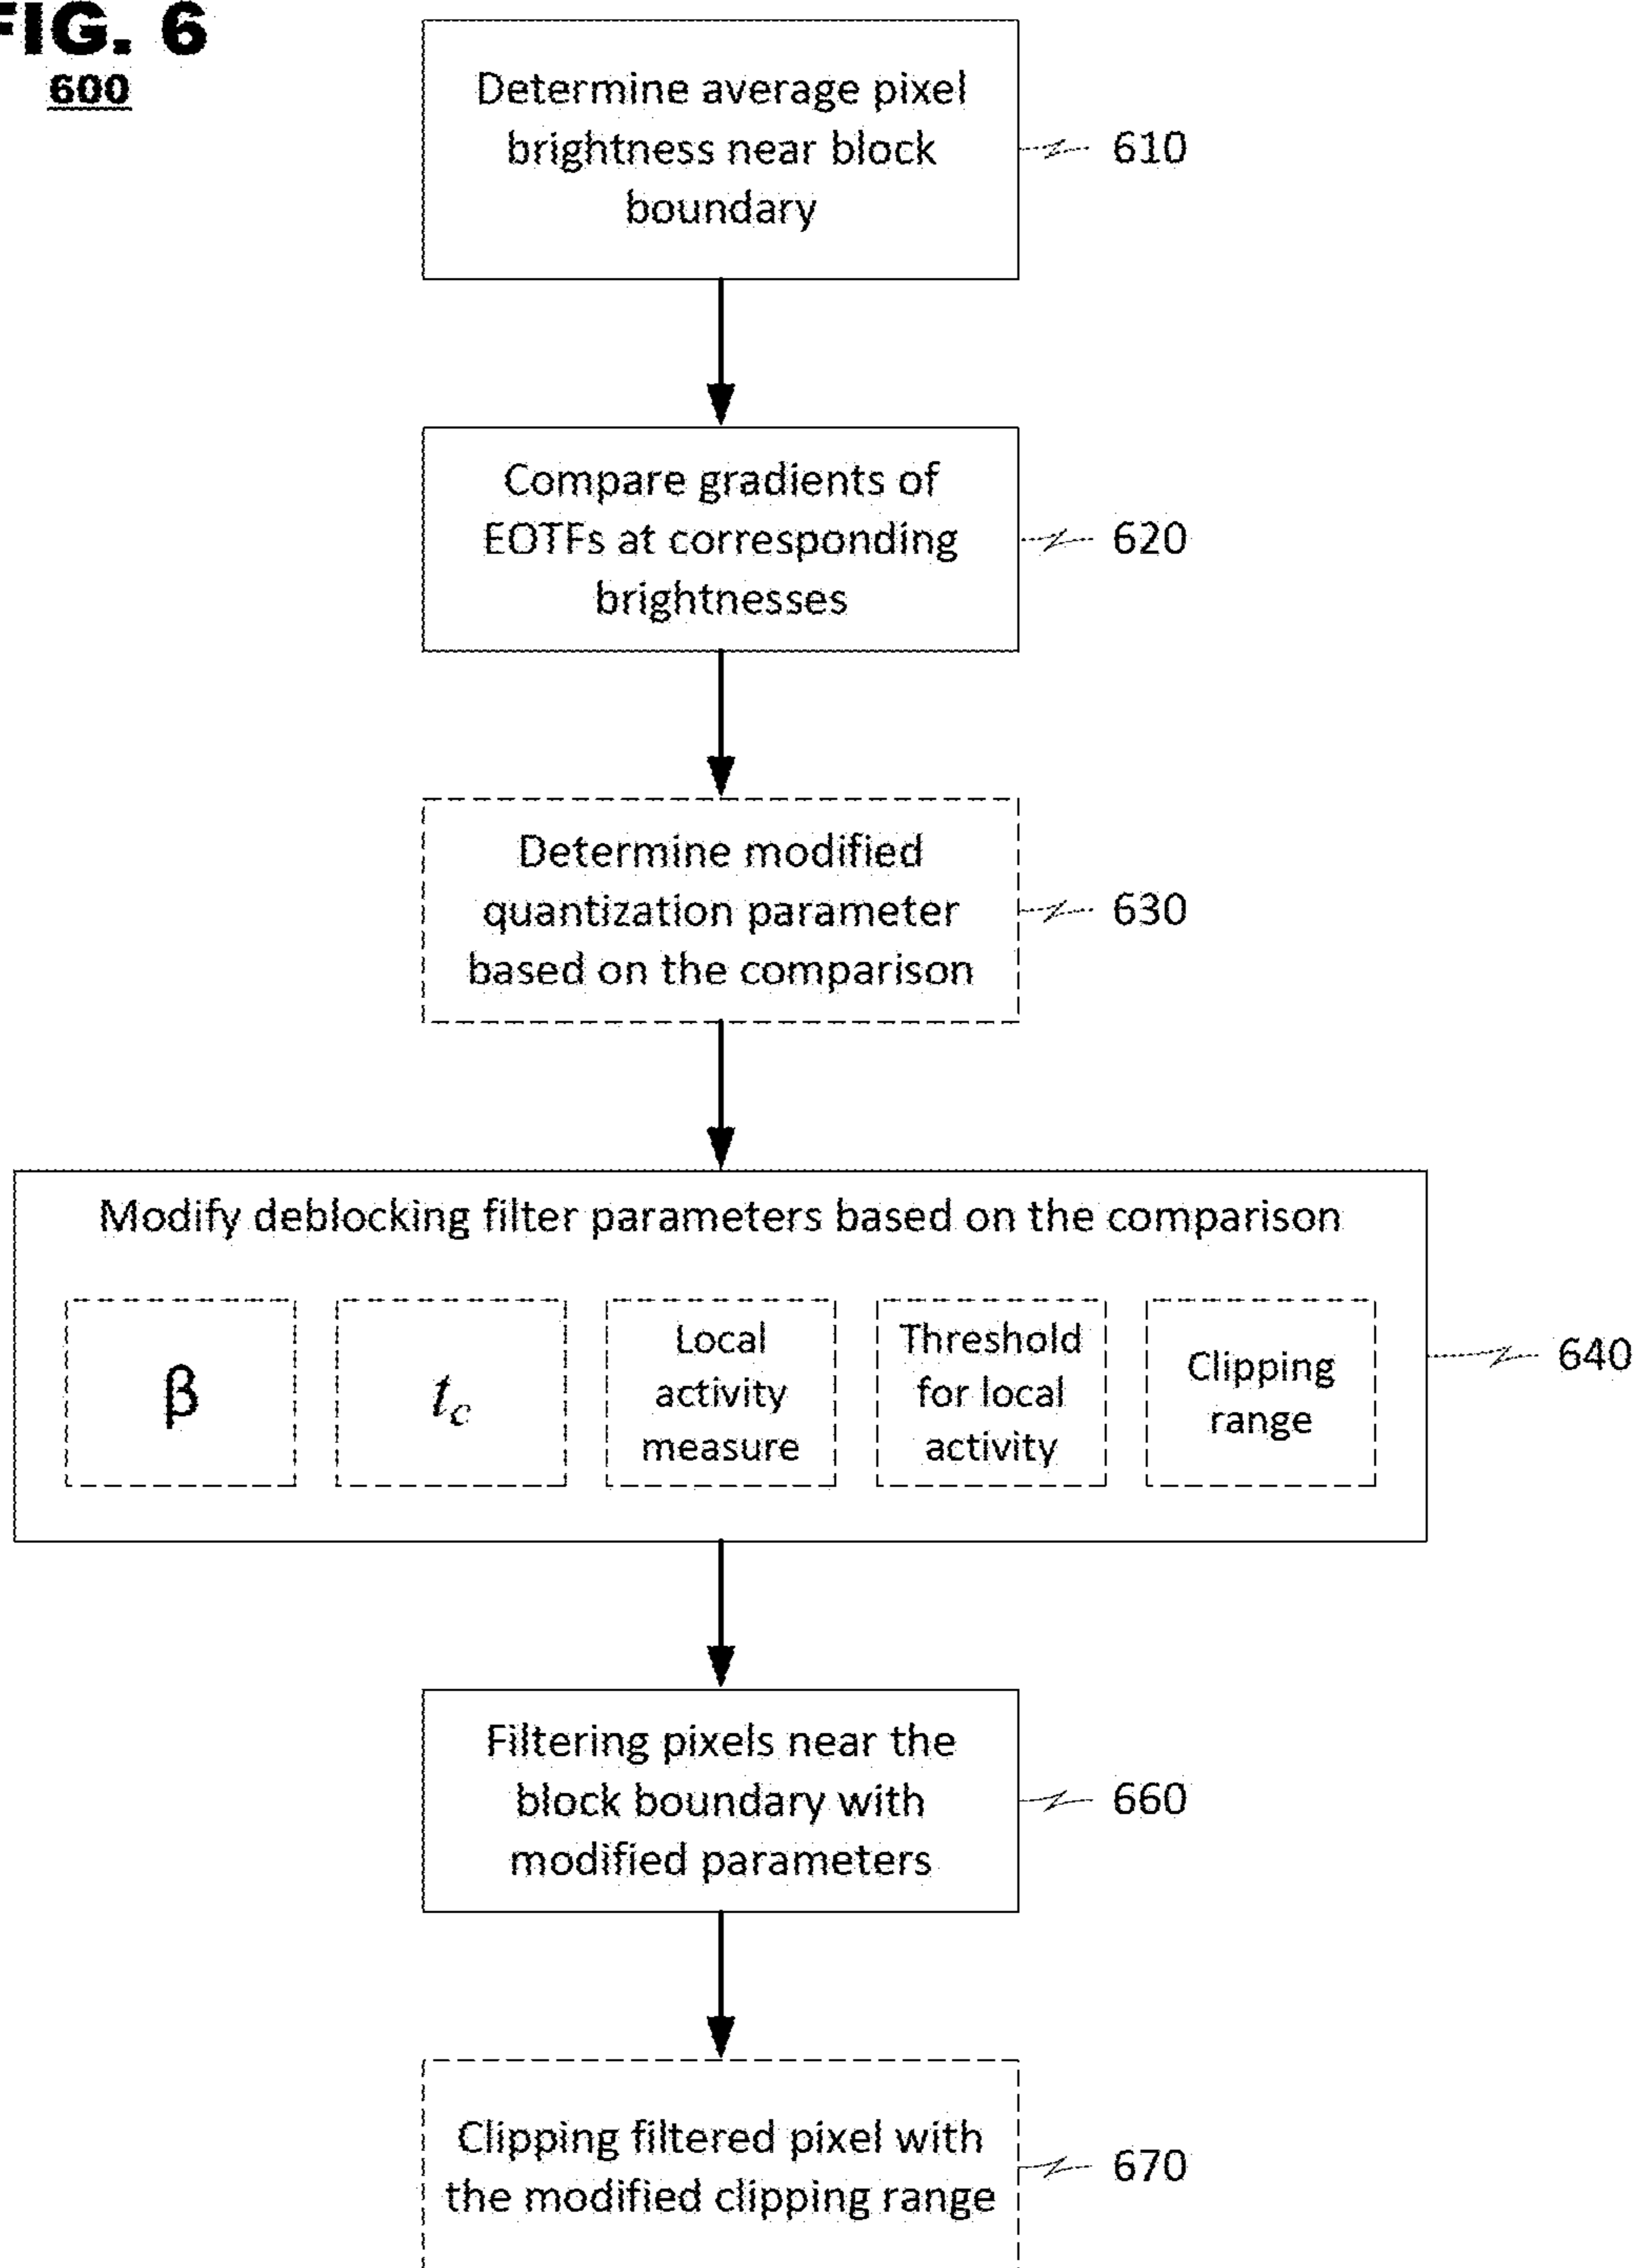 FIG. 6
600
Determine average pixel
brightness near block
boundary
610
Compare gradients of
EOTFs at corresponding
brightnesses
620
Determine modified
quantization parameter
based on the comparison
630
Modify deblocking filter parameters based on the comparison
β
t_c
Local
activity
measure
Threshold
for local
activity
Clipping
range
640
Filtering pixels near the
block boundary with
modified parameters
660
Clipping filtered pixel with
the modified clipping range
670